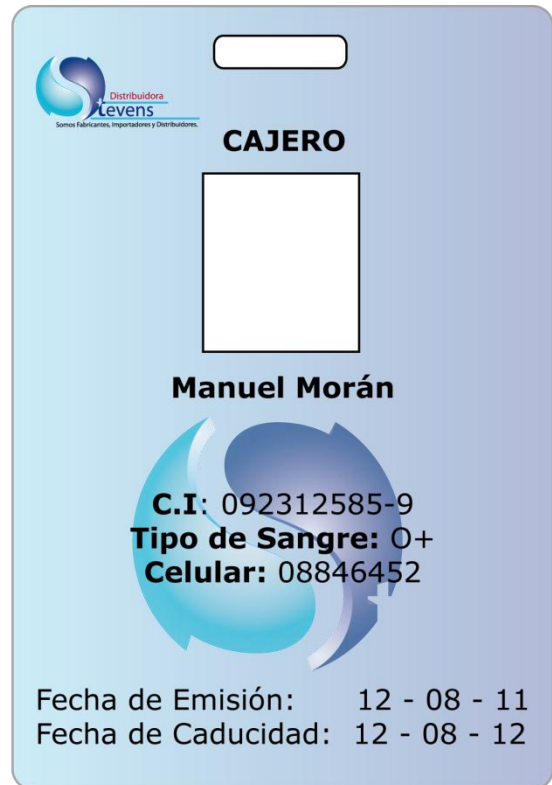 Distribuidora
Stevens
Somos Fabricantes, Importadores y Distribuidores.
CAJERO
Manuel Morán
C.I: 092312585-9
Tipo de Sangre: O+
Celular: 08846452
Fecha de Emisión: 12 - 08 - 11
Fecha de Caducidad: 12 - 08 - 12